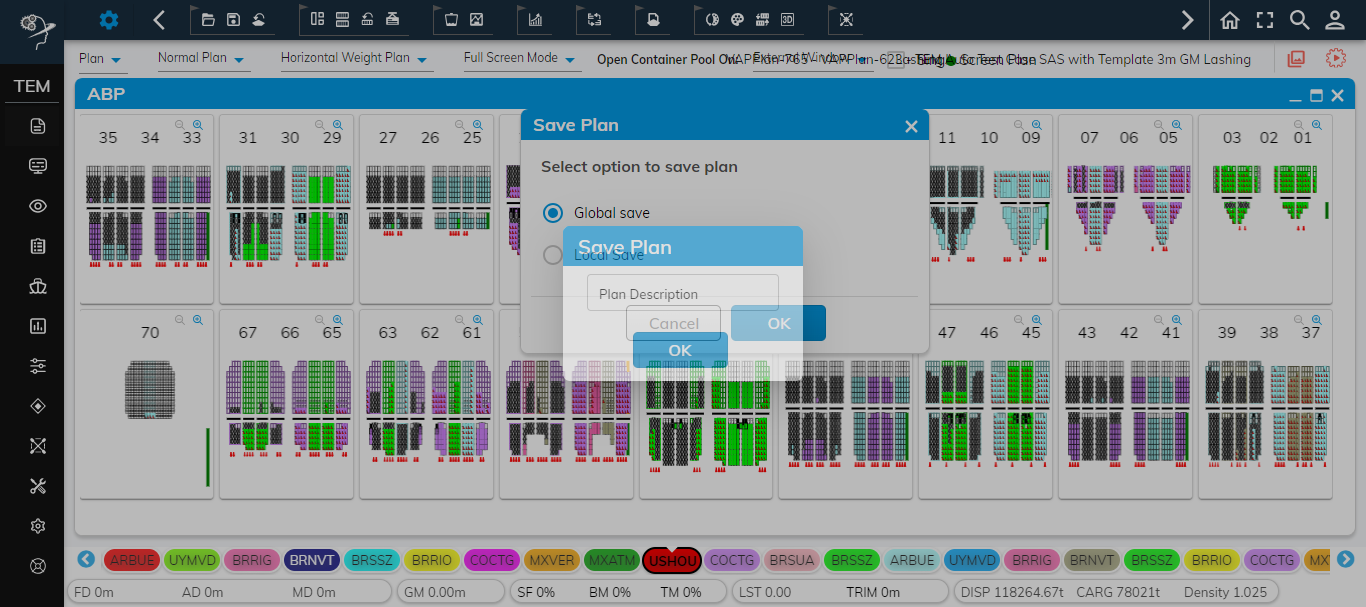 3D
TEM
Plan
Normal Plan
Horizontal Weight Plan
Full Screen Mode
Open Container Pool On:
External Window
VAPPlan-765 - VAPPlan-628 - Testing Auto Test Case SAS with Template 3m GM Lashing
ABP
35 34 33
31 30 29
27 26 25
11 10 09
07 06 05
03 02 01
Save Plan
Select option to save plan
Global save
Local Save
Cancel
OK
Save Plan
Plan Description
OK
70
67 66 65
63 62 61
47 46 45
43 42 41
39 38 37
ARBUE UYMVD BRRIG BRNVT BRSSZ BRRIO COCTG MXVER MXATM USHOU COCTG BRSUA BRSSZ ARBUE UYMVD BRRIG BRNVT BRSSZ BRRIO COCTG
FD 0m AD 0m MD 0m GM 0.00m SF 0% BM 0% TM 0% LST 0.00 TRIM 0m DISP 118264.67t CARG 78021t Density 1.025